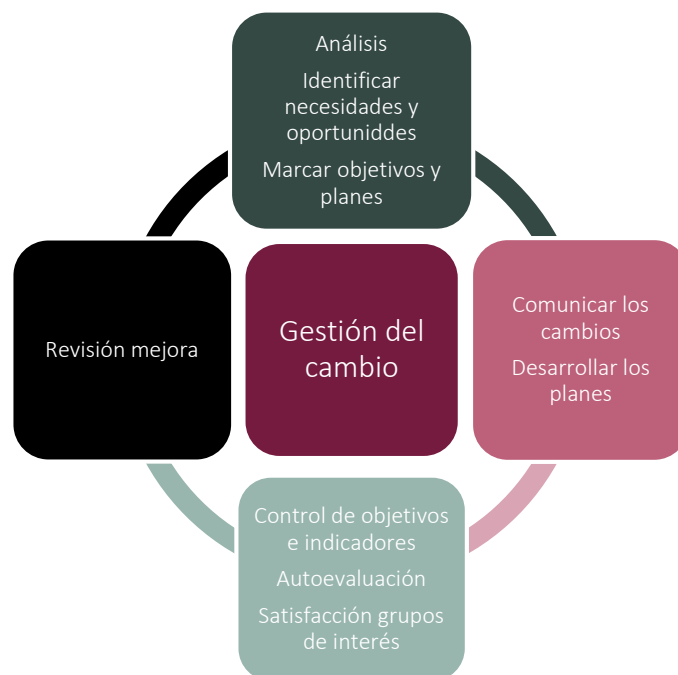 Análisis
Identificar
necesidades y
oportuniddes
Marcar objetivos y
planes
Revisión mejora
Gestión del
cambio
Comunicar los
cambios
Desarrollar los
planes
Control de objetivos
e indicadores
Autoevaluación
Satisfacción grupos
de interés